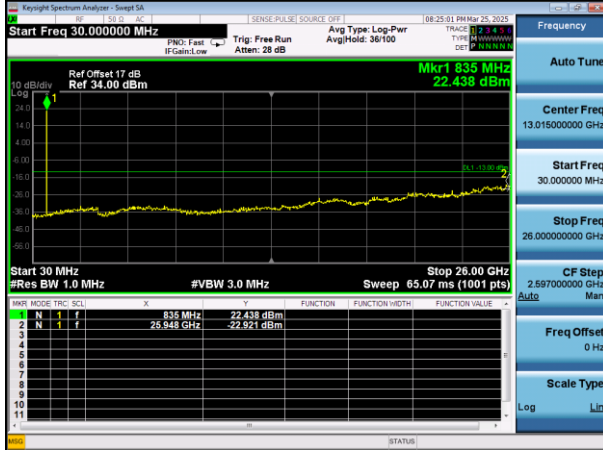 Keysight Spectrum Analyzer - Swept SA
RF 50 Ω AC SENSE:PULSE SOURCE OFF 08:25:01 PM Mar 25, 2025
Start Freq 30.000000 MHz
PNO: Fast
IFGain:Low
Trig: Free Run
Atten: 28 dB
Avg Type: Log-Pwr
Avg|Hold: 36/100
TRACE 1 2 3 4 5 6
TYPE M W W W W W
DET P N N N N N
Ref Offset 17 dB
Ref 34.00 dBm
Mkr1 835 MHz
22.438 dBm
10 dB/div
Log
1
24.0
14.0
4.00
-6.00
DL1 -13.00 dBm
-16.0
2
-26.0
-36.0
-46.0
-56.0
Start 30 MHz
Stop 26.00 GHz
#Res BW 1.0 MHz
#VBW 3.0 MHz
Sweep 65.07 ms (1001 pts)
MKR MODE TRC SCL X Y FUNCTION FUNCTION WIDTH FUNCTION VALUE
1 N 1 f 835 MHz 22.438 dBm
2 N 1 f 25.948 GHz -22.921 dBm
3
4
5
6
7
8
9
10
11
MSG
STATUS
Frequency
Auto Tune
Center Freq
13.015000000 GHz
Start Freq
30.000000 MHz
Stop Freq
26.000000000 GHz
CF Step
2.597000000 GHz
Auto Man
Freq Offset
0 Hz
Scale Type
Log Lin